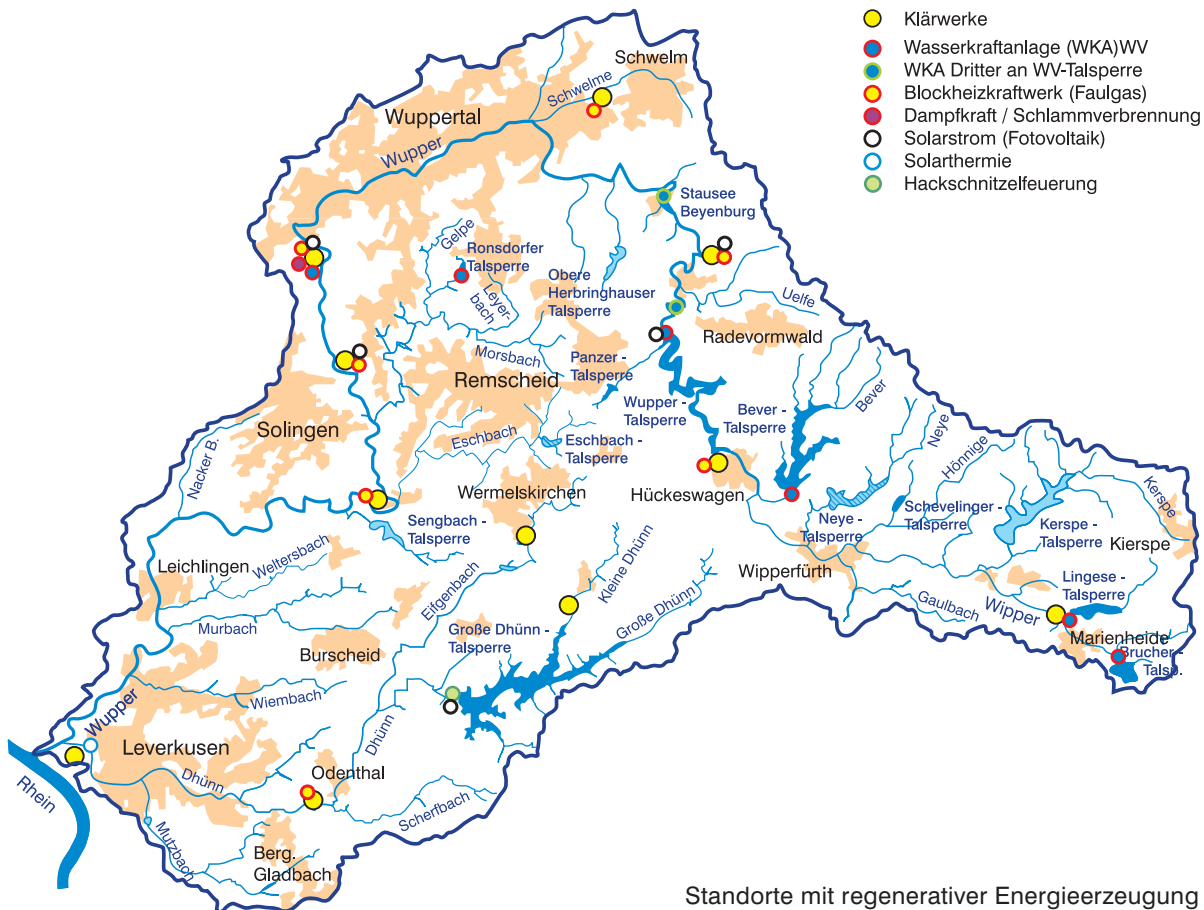 Klärwerke
Wasserkraftanlage (WKA)WV
WKA Dritter an WV-Talsperre
Blockheizkraftwerk (Faulgas)
Dampfkraft / Schlammverbrennung
Solarstrom (Fotovoltaik)
Solarthermie
Hackschnitzelfeuerung
Schwelm
Schwelme
Wuppertal
Wupper
Stausee
Beyenburg
Gelpe
Ronsdorfer
Talsperre
Leyer-
bach
Obere
Herbringhauser
Talsperre
Uelfe
Radevormwald
Morsbach
Panzer -
Talsperre
Remscheid
Wupper -
Talsperre
Bever -
Talsperre
Bever
Neye
Hönnige
Solingen
Nacker B.
Eschbach
Eschbach -
Talsperre
Wermelskirchen
Hückeswagen
Sengbach -
Talsperre
Neye -
Talsperre
Schevelinger-
Talsperre
Kerspe -
Talsperre
Kerspe
Kierspe
Leichlingen
Weltersbach
Eifgenbach
Kleine Dhünn
Große Dhünn
Wipperfürth
Gaulbach
Wipper
Lingese -
Talsperre
Marienheide
Brucher-
Talsp.
Murbach
Burscheid
Große Dhünn -
Talsperre
Wiembach
Wupper
Leverkusen
Dhünn
Dhünn
Odenthal
Rhein
Scherfbach
Mutzbach
Berg.
Gladbach
Standorte mit regenerativer Energieerzeugung